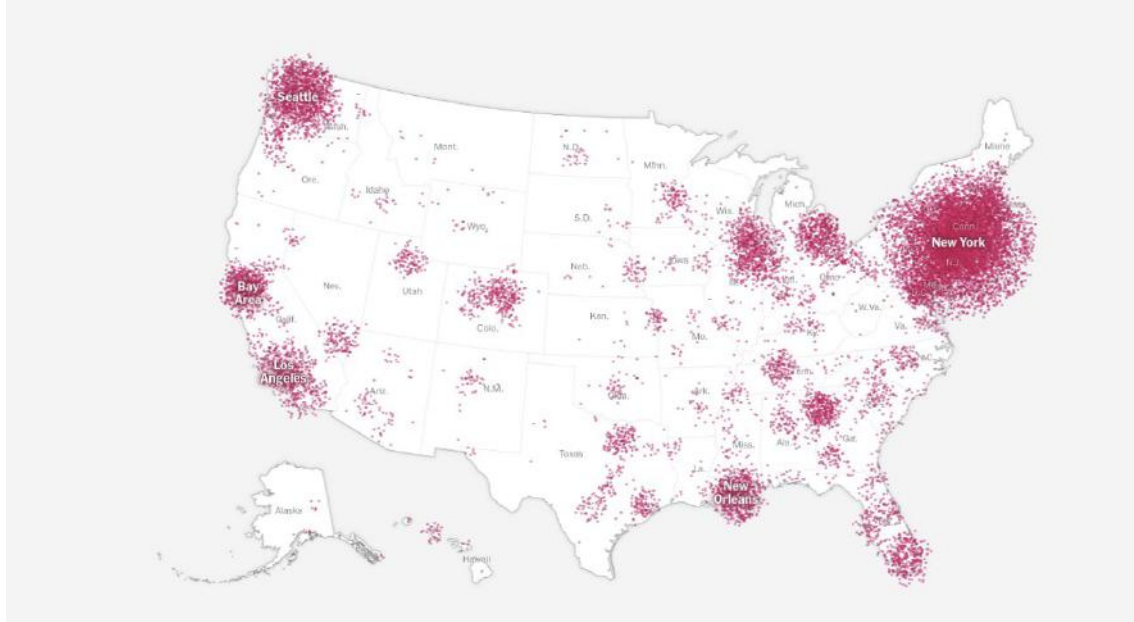 Seattle
Wash.
Mont.
N.D.
Minn.
Maine
Ore.
Idaho
Wis.
Mich.
S.D.
Wyo.
Conn.
New York
N.J.
Neb.
Iowa
Ohio
Bay
Area
Nev.
Utah
Colo.
Kan.
Mo.
Ky.
W.Va.
Va.
Calif.
Los
Angeles
Ariz.
N.M.
Okla.
Ark.
Tenn.
N.C.
Texas
La.
Miss.
Ala.
Ga.
New
Orleans
Alaska
Hawaii